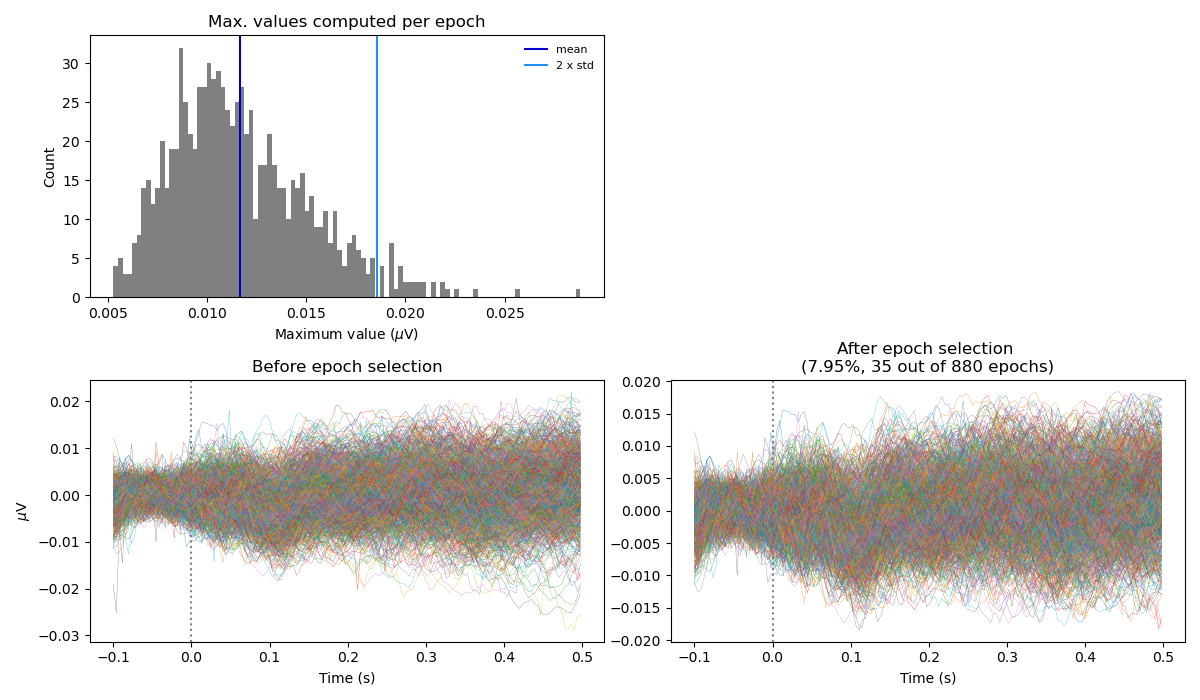 Max. values computed per epoch
mean
2 x std
30
25
20
15
10
5
0
Count
0.005 0.010 0.015 0.020 0.025
Maximum value (μV)
Before epoch selection
0.02
0.01
0.00
−0.01
−0.02
−0.03
μV
−0.1 0.0 0.1 0.2 0.3 0.4 0.5
Time (s)
After epoch selection
(7.95%, 35 out of 880 epochs)
0.020
0.015
0.010
0.005
0.000
−0.005
−0.010
−0.015
−0.020
−0.1 0.0 0.1 0.2 0.3 0.4 0.5
Time (s)